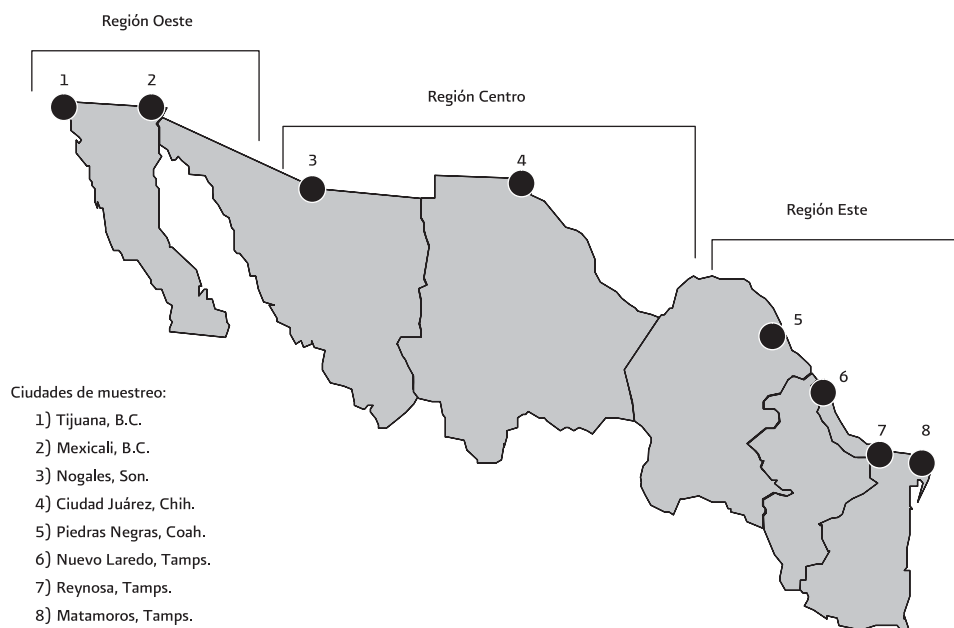 Región Oeste
1
2
Región Centro
3
4
Región Este
5
6
7
8
Ciudades de muestreo:
1) Tijuana, B.C.
2) Mexicali, B.C.
3) Nogales, Son.
4) Ciudad Juárez, Chih.
5) Piedras Negras, Coah.
6) Nuevo Laredo, Tamps.
7) Reynosa, Tamps.
8) Matamoros, Tamps.